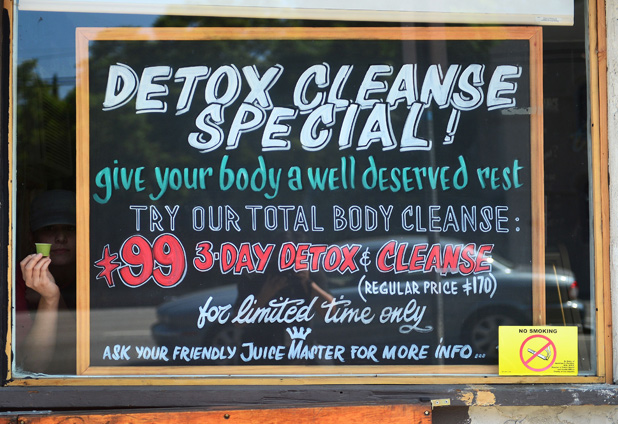 DETOX CLEANSE
SPECIAL!
give your body a well deserved rest
TRY OUR TOTAL BODY CLEANSE:
$99 3-DAY DETOX & CLEANSE
(REGULAR PRICE $170)
for limited time only
ASK YOUR FRIENDLY JUICE MASTER FOR MORE INFO...
NO SMOKING